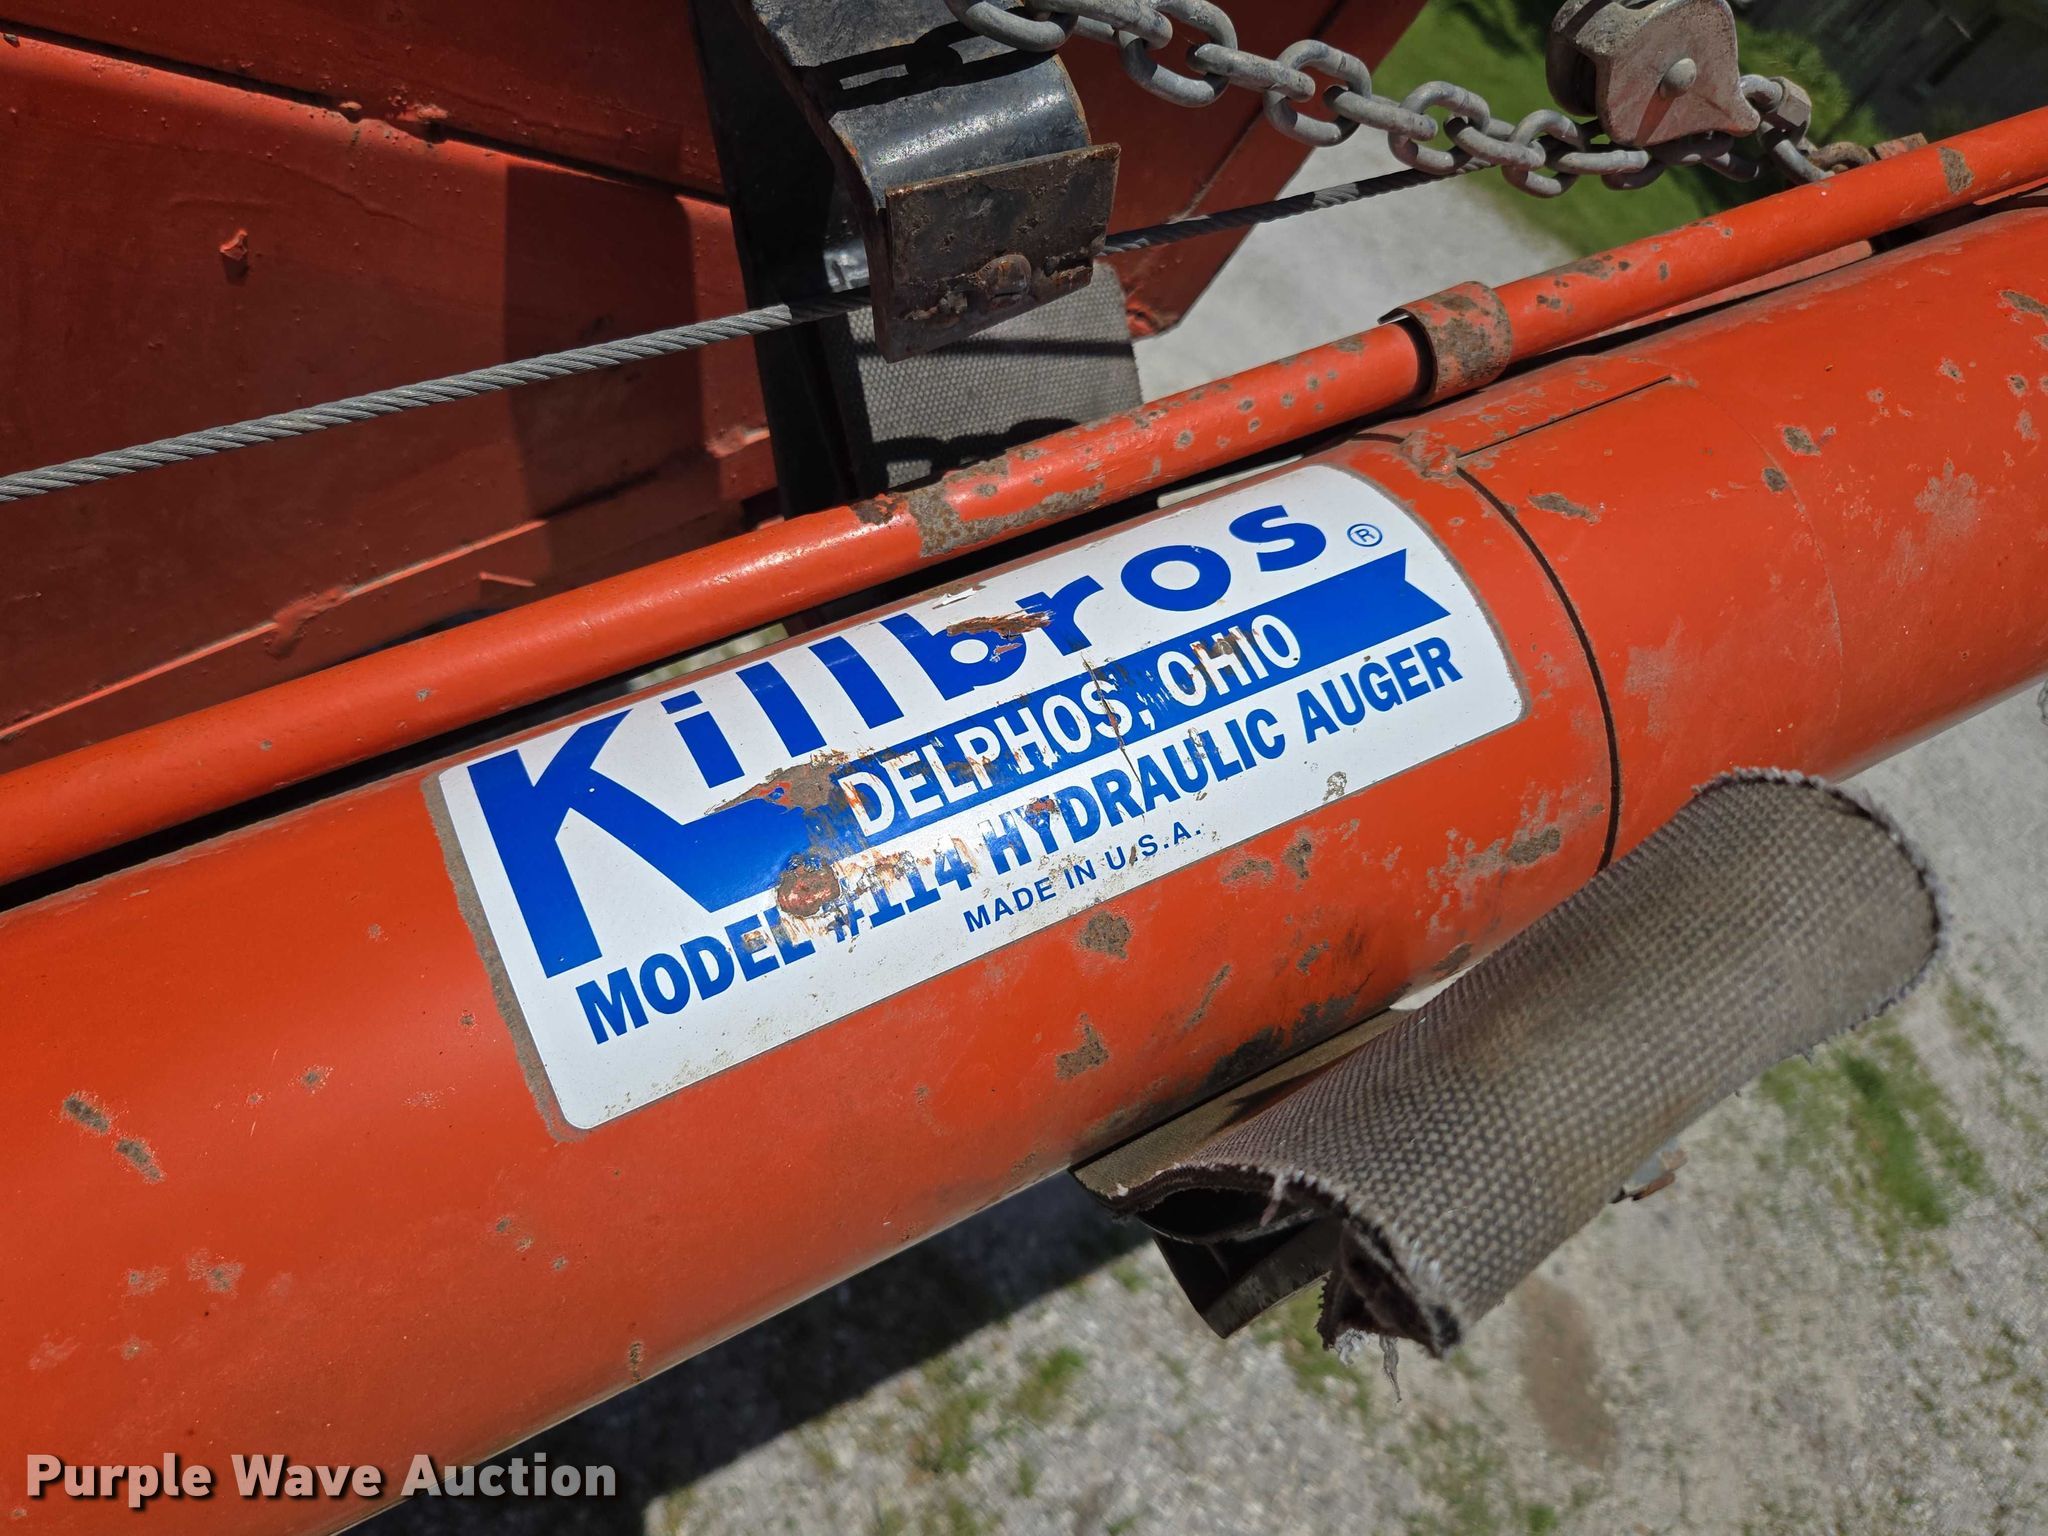 Killbros ®
DELPHOS, OHIO
MODEL #114 HYDRAULIC AUGER
MADE IN U.S.A.
Purple Wave Auction